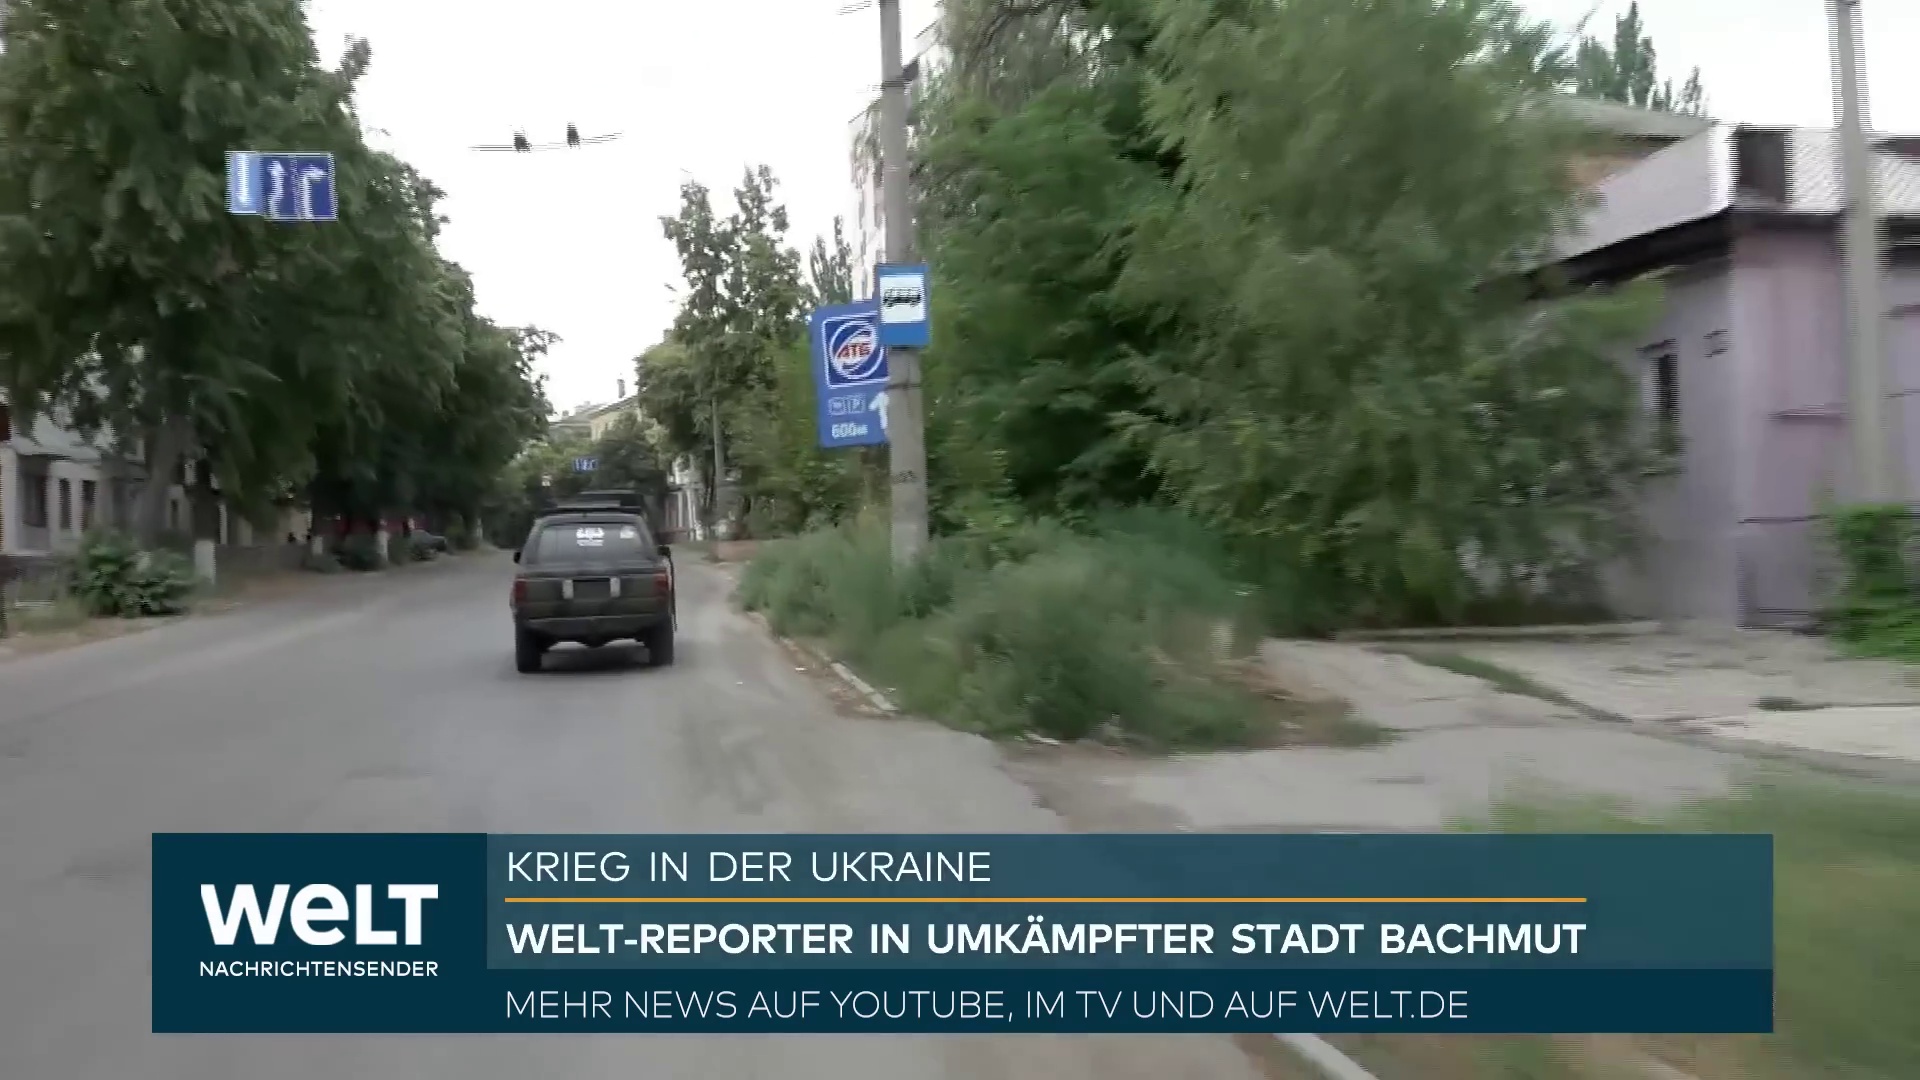 АТБ
600м
WELT
NACHRICHTENSENDER
KRIEG IN DER UKRAINE
WELT-REPORTER IN UMKÄMPFTER STADT BACHMUT
MEHR NEWS AUF YOUTUBE, IM TV UND AUF WELT.DE